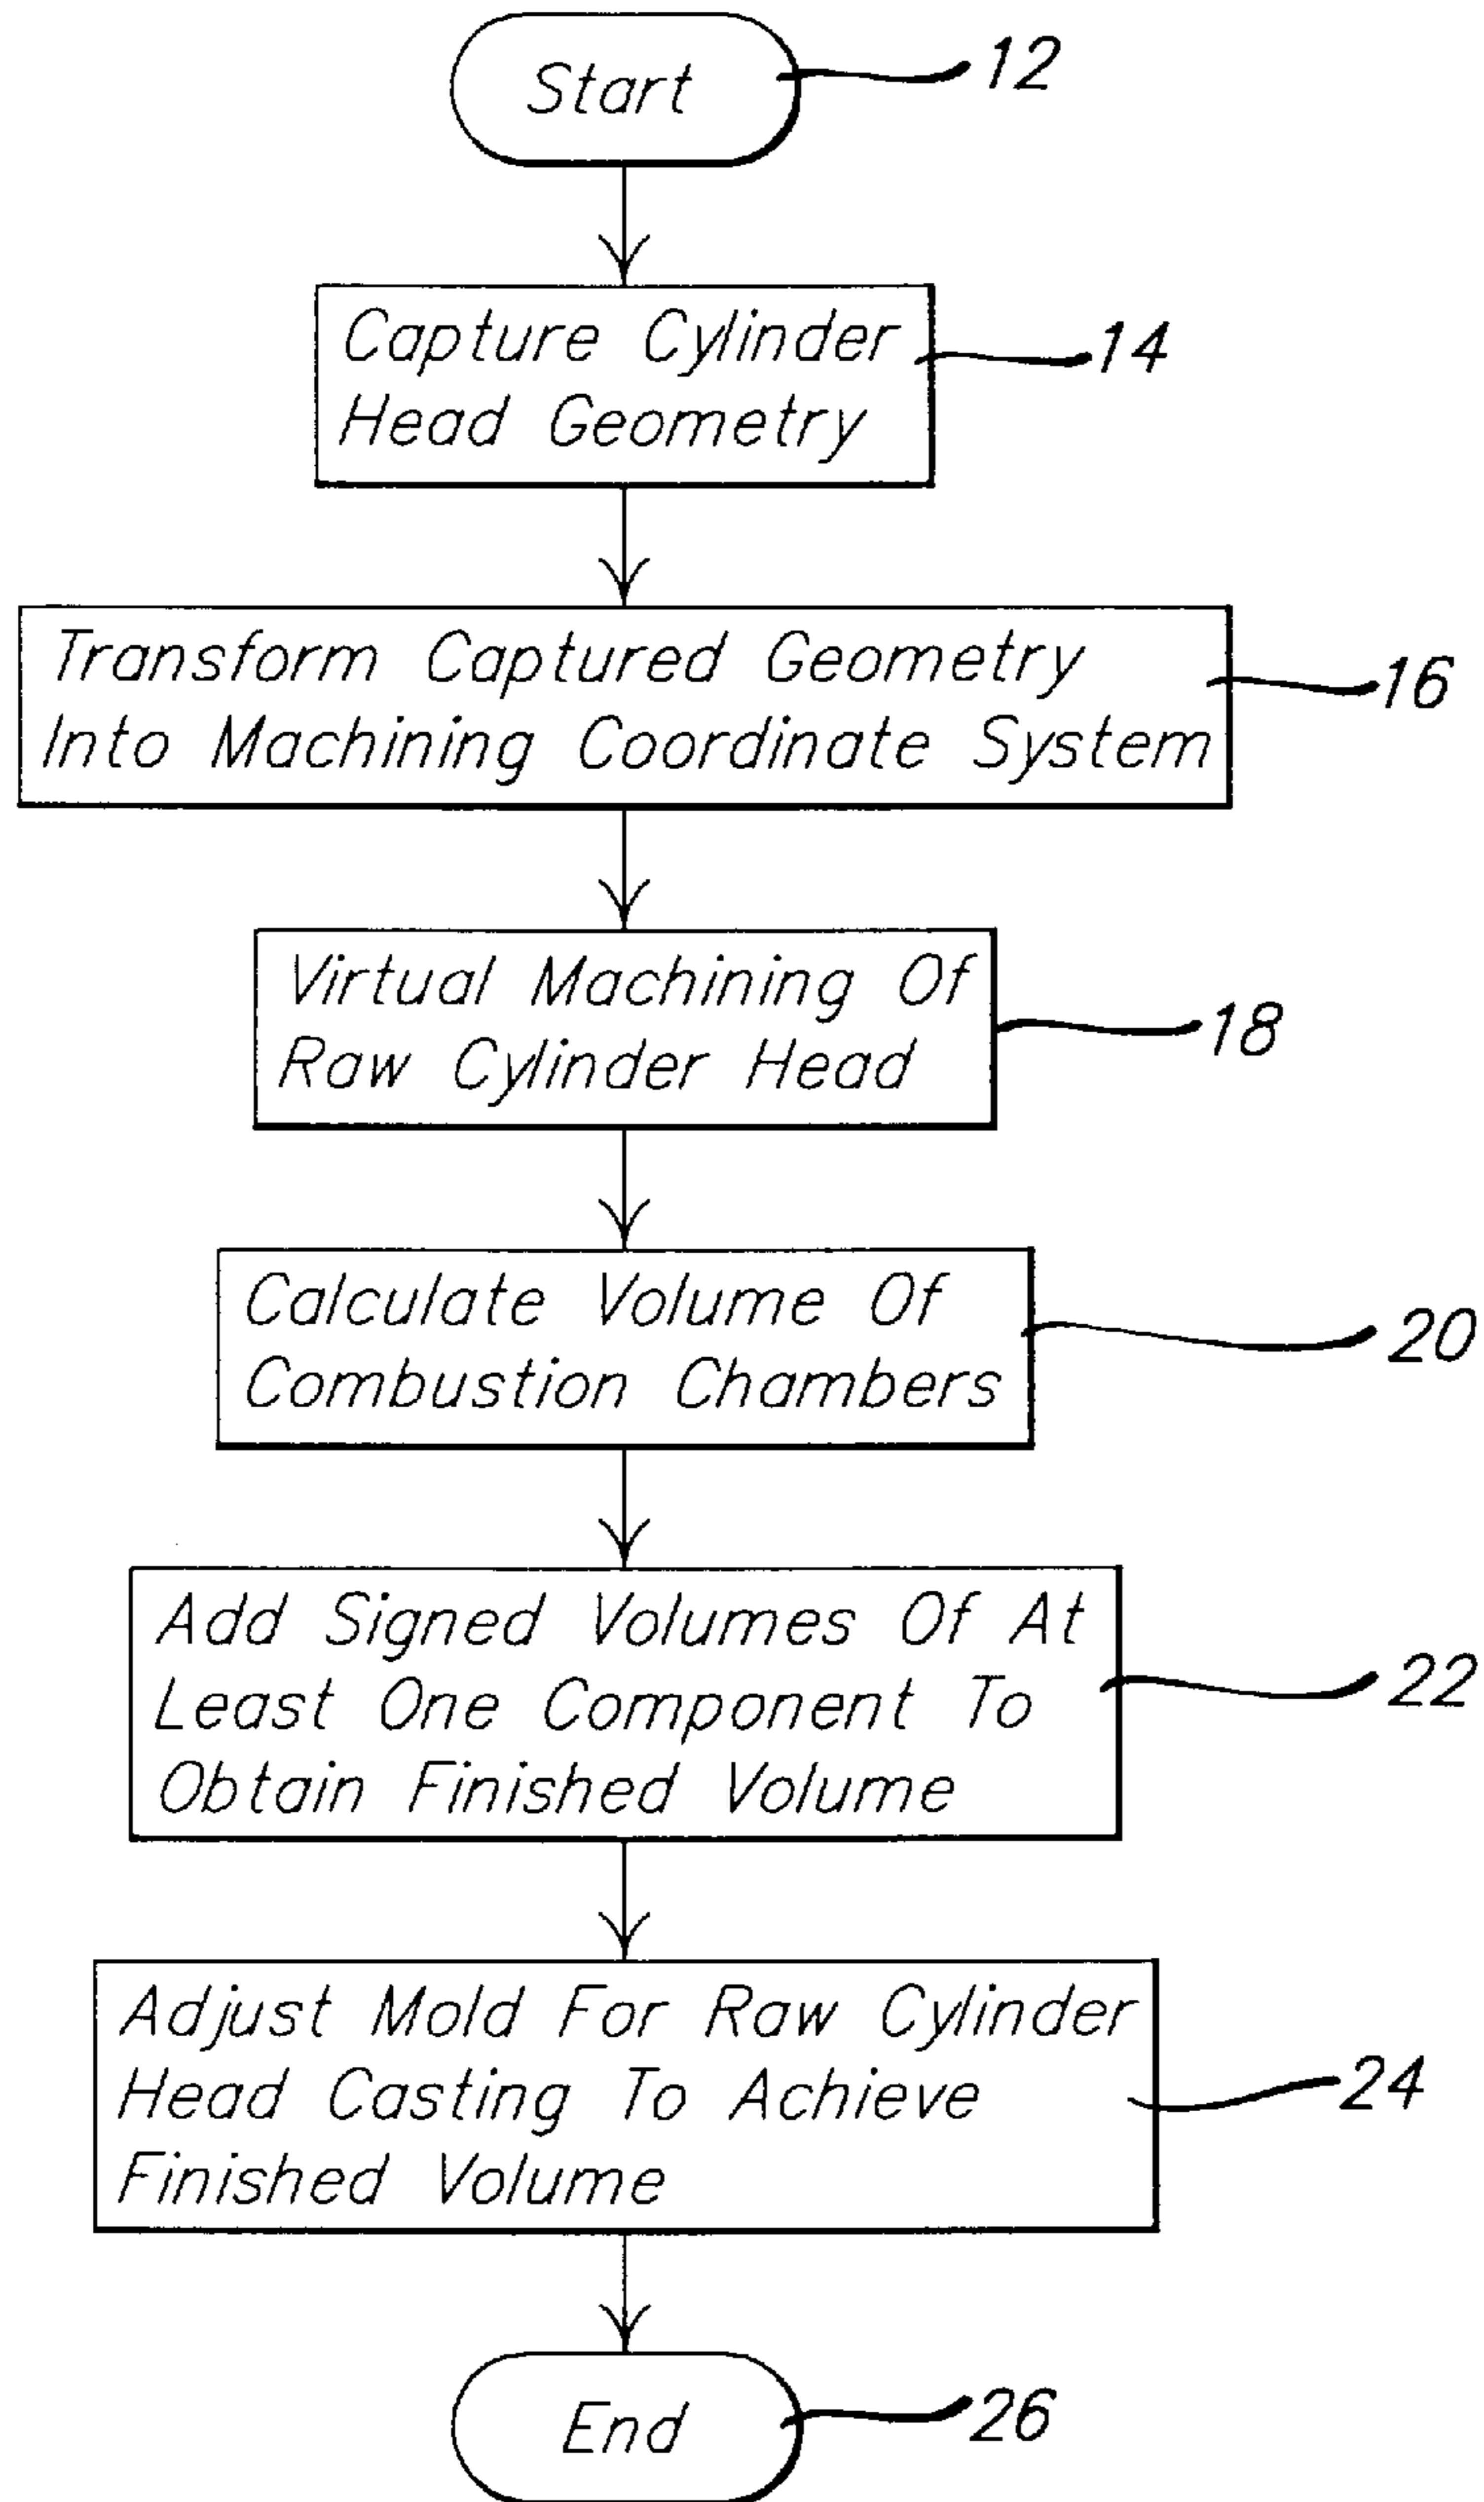 Start
12
Capture Cylinder
Head Geometry
14
Transform Captured Geometry
Into Machining Coordinate System
16
Virtual Machining Of
Raw Cylinder Head
18
Calculate Volume Of
Combustion Chambers
20
Add Signed Volumes Of At
Least One Component To
Obtain Finished Volume
22
Adjust Mold For Raw Cylinder
Head Casting To Achieve
Finished Volume
24
End
26